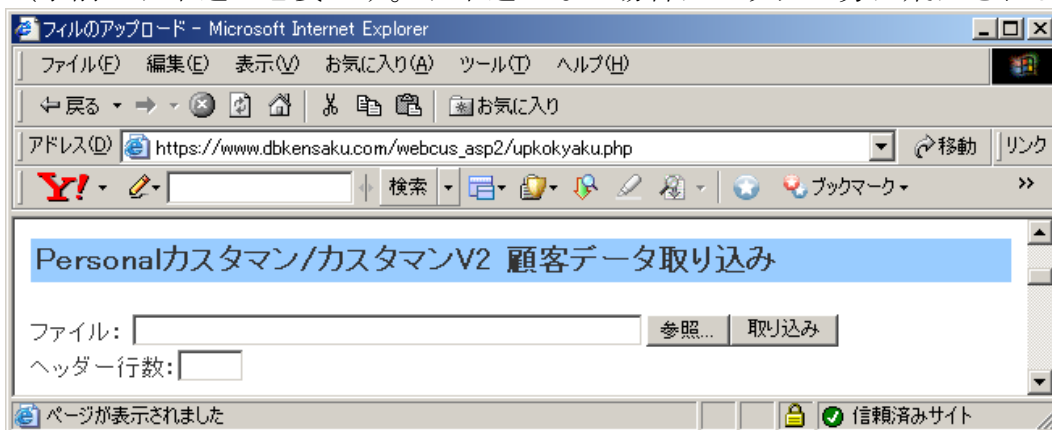 フィルのアップロード - Microsoft Internet Explorer
ファイル(F) 編集(E) 表示(V) お気に入り(A) ツール(T) ヘルプ(H)
戻る お気に入り
アドレス(D) https://www.dbkensaku.com/webcus_asp2/upkokyaku.php 移動 リンク
Y! 検索 ブックマーク >>
Personalカスタマン/カスタマンV2 顧客データ取り込み
ファイル: 参照... 取り込み
ヘッダー行数:
ページが表示されました 信頼済みサイト